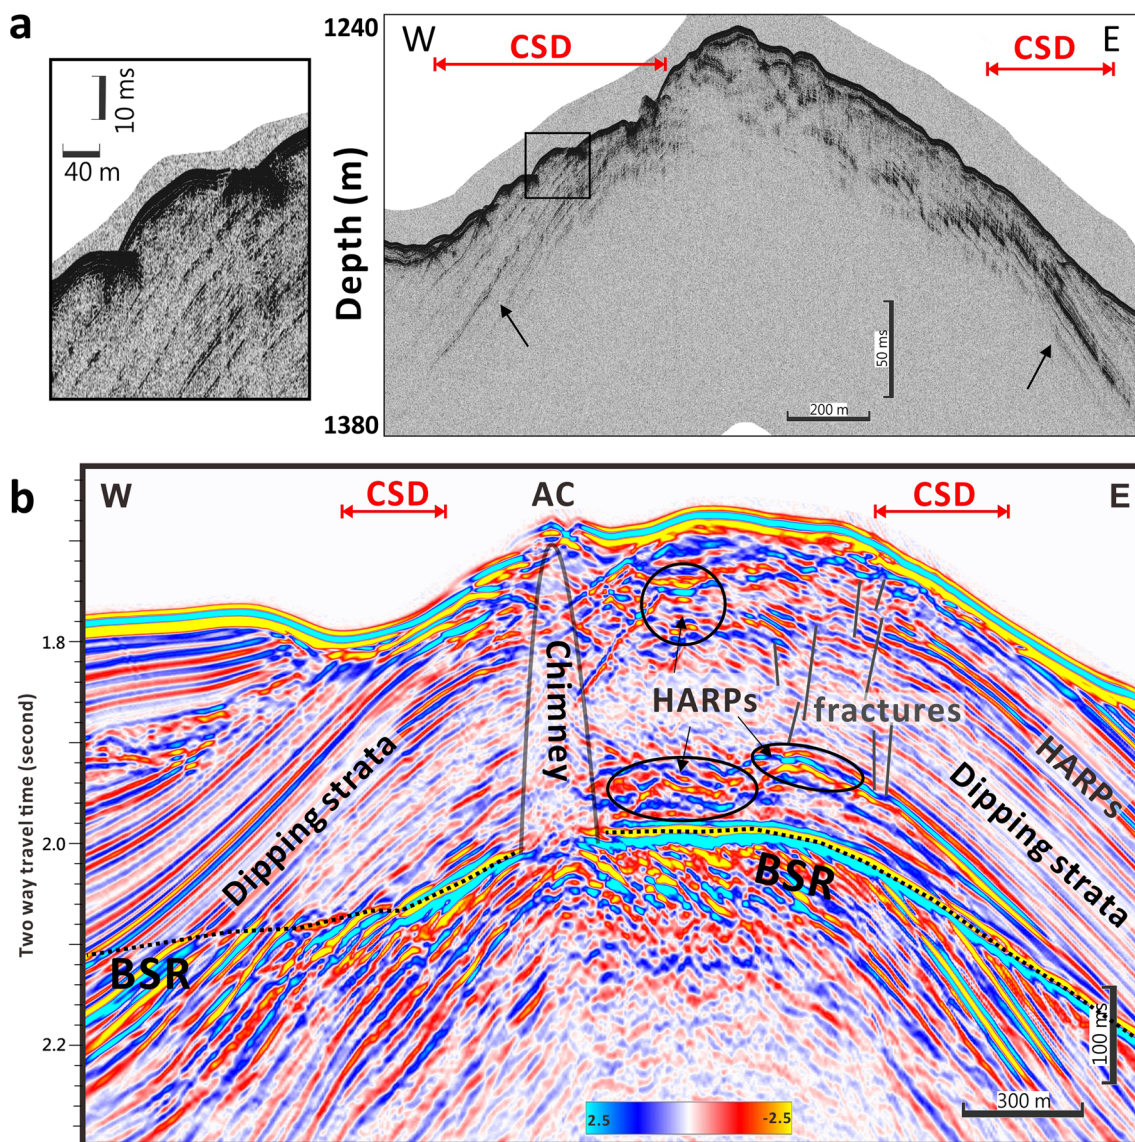 a
10 ms
40 m
Depth (m)
1240
1380
W
CSD
CSD
E
50 ms
200 m
b
W
CSD
AC
CSD
E
Two way travel time (second)
1.8
2.0
2.2
Chimney
HARPs
fractures
HARPs
Dipping strata
Dipping strata
BSR
BSR
100 ms
300 m
2.5
-2.5